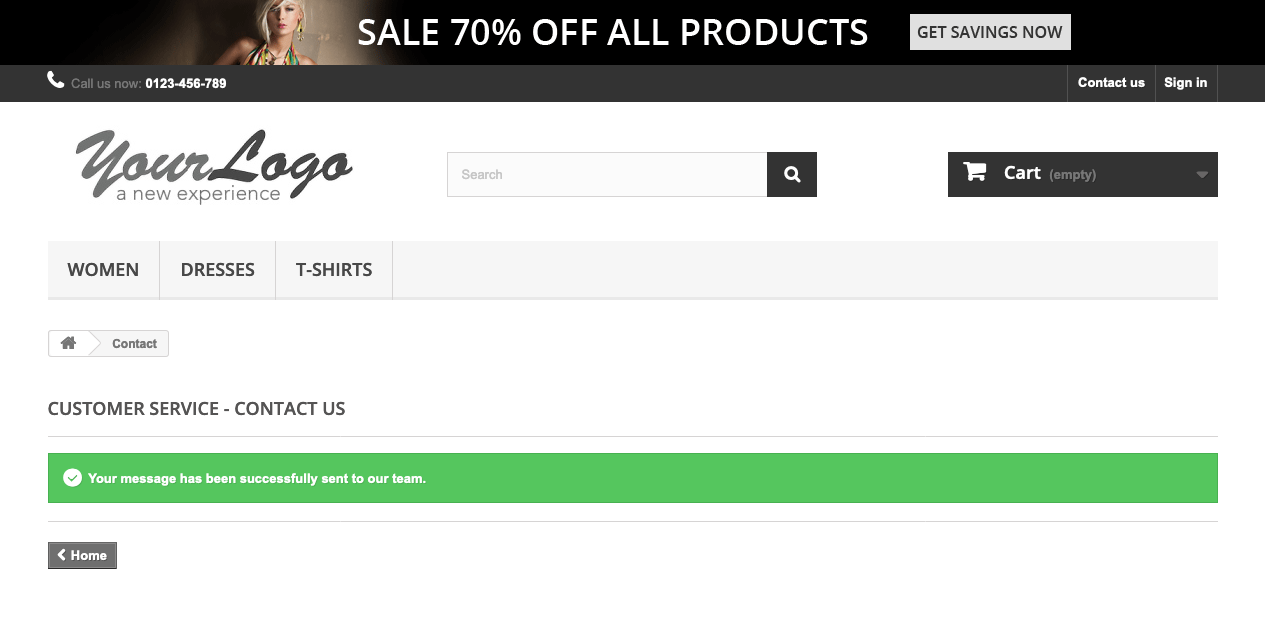 SALE 70% OFF ALL PRODUCTS GET SAVINGS NOW
Call us now: 0123-456-789 Contact us Sign in
YourLogo
a new experience
Search
Cart (empty)
WOMEN DRESSES T-SHIRTS
Contact
CUSTOMER SERVICE - CONTACT US
Your message has been successfully sent to our team.
Home